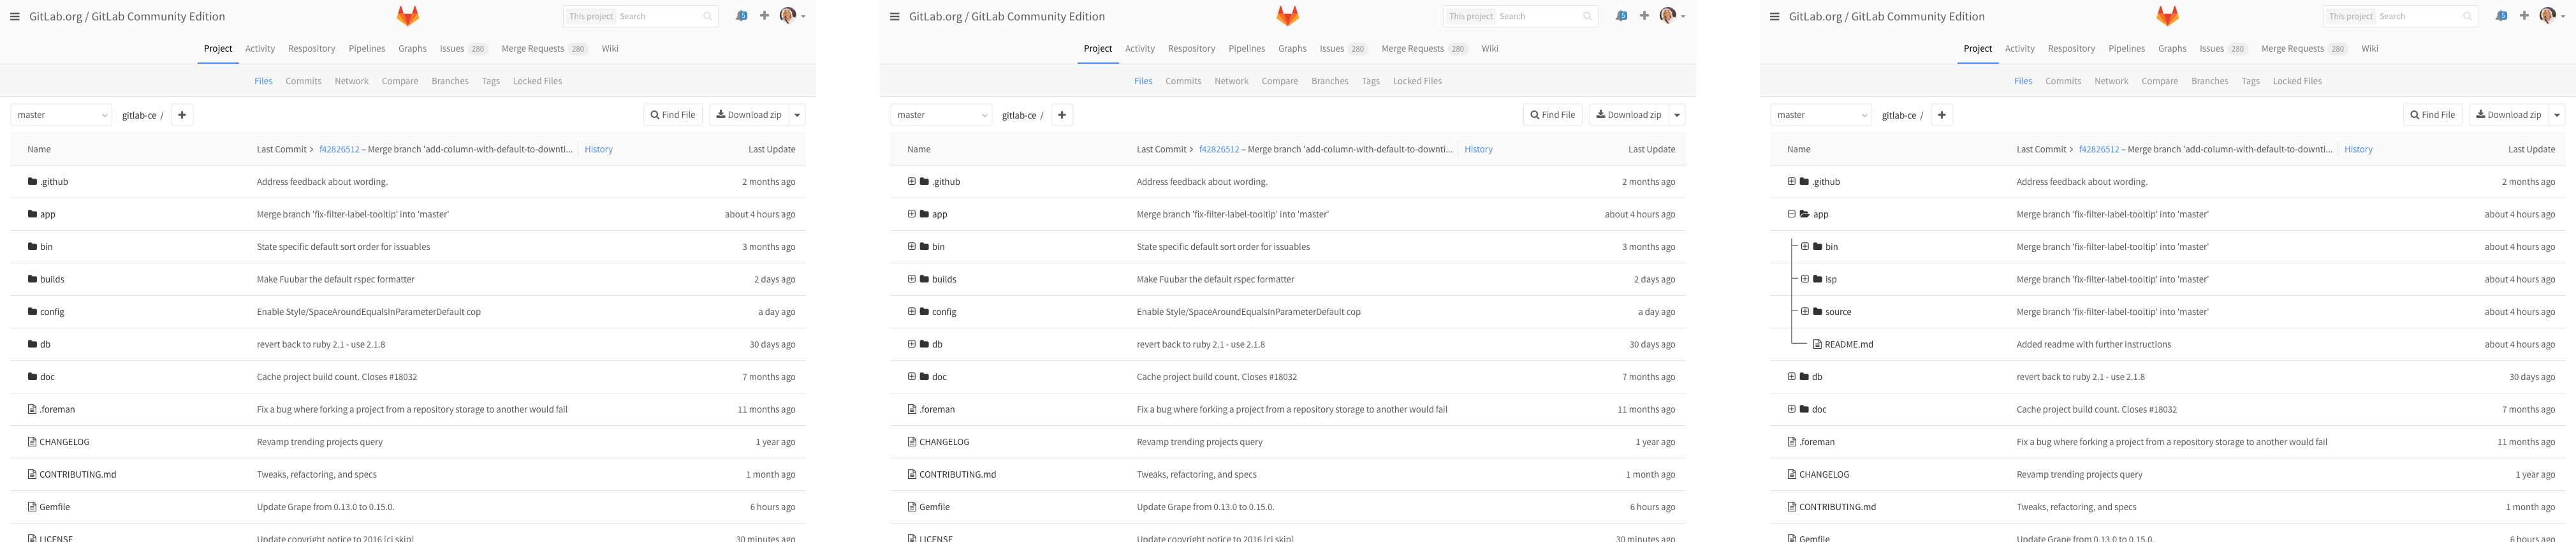 GitLab.org / GitLab Community Edition
This project Search
5
Project Activity Respository Pipelines Graphs Issues 280 Merge Requests 280 Wiki
Files Commits Network Compare Branches Tags Locked Files
master gitlab-ce / + Find File Download zip
Name Last Commit > f42826512 – Merge branch 'add-column-with-default-to-downti... History Last Update
.github Address feedback about wording. 2 months ago
app Merge branch 'fix-filter-label-tooltip' into 'master' about 4 hours ago
bin State specific default sort order for issuables 3 months ago
builds Make Fuubar the default rspec formatter 2 days ago
config Enable Style/SpaceAroundEqualsInParameterDefault cop a day ago
db revert back to ruby 2.1 - use 2.1.8 30 days ago
doc Cache project build count. Closes #18032 7 months ago
.foreman Fix a bug where forking a project from a repository storage to another would fail 11 months ago
CHANGELOG Revamp trending projects query 1 year ago
CONTRIBUTING.md Tweaks, refactoring, and specs 1 month ago
Gemfile Update Grape from 0.13.0 to 0.15.0. 6 hours ago
LICENSE Update copyright notice to 2016 [ci skip] 30 minutes ago
GitLab.org / GitLab Community Edition
This project Search
5
Project Activity Respository Pipelines Graphs Issues 280 Merge Requests 280 Wiki
Files Commits Network Compare Branches Tags Locked Files
master gitlab-ce / + Find File Download zip
Name Last Commit > f42826512 – Merge branch 'add-column-with-default-to-downti... History Last Update
.github Address feedback about wording. 2 months ago
app Merge branch 'fix-filter-label-tooltip' into 'master' about 4 hours ago
bin State specific default sort order for issuables 3 months ago
builds Make Fuubar the default rspec formatter 2 days ago
config Enable Style/SpaceAroundEqualsInParameterDefault cop a day ago
db revert back to ruby 2.1 - use 2.1.8 30 days ago
doc Cache project build count. Closes #18032 7 months ago
.foreman Fix a bug where forking a project from a repository storage to another would fail 11 months ago
CHANGELOG Revamp trending projects query 1 year ago
CONTRIBUTING.md Tweaks, refactoring, and specs 1 month ago
Gemfile Update Grape from 0.13.0 to 0.15.0. 6 hours ago
LICENSE Update copyright notice to 2016 [ci skip] 30 minutes ago
GitLab.org / GitLab Community Edition
This project Search
5
Project Activity Respository Pipelines Graphs Issues 280 Merge Requests 280 Wiki
Files Commits Network Compare Branches Tags Locked Files
master gitlab-ce / + Find File Download zip
Name Last Commit > f42826512 – Merge branch 'add-column-with-default-to-downti... History Last Update
.github Address feedback about wording. 2 months ago
app Merge branch 'fix-filter-label-tooltip' into 'master' about 4 hours ago
bin Merge branch 'fix-filter-label-tooltip' into 'master' about 4 hours ago
isp Merge branch 'fix-filter-label-tooltip' into 'master' about 4 hours ago
source Merge branch 'fix-filter-label-tooltip' into 'master' about 4 hours ago
README.md Added readme with further instructions about 4 hours ago
db revert back to ruby 2.1 - use 2.1.8 30 days ago
doc Cache project build count. Closes #18032 7 months ago
.foreman Fix a bug where forking a project from a repository storage to another would fail 11 months ago
CHANGELOG Revamp trending projects query 1 year ago
CONTRIBUTING.md Tweaks, refactoring, and specs 1 month ago
Gemfile Update Grape from 0.13.0 to 0.15.0. 6 hours ago